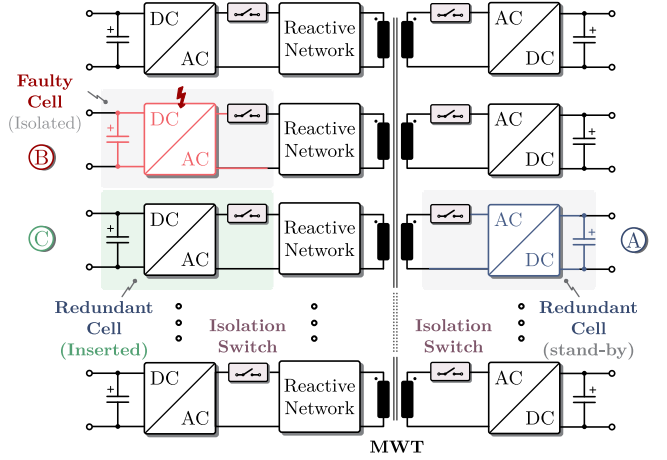 DC
AC
Reactive
Network
AC
DC
+
+
Faulty
Cell
(Isolated)
B
DC
AC
Reactive
Network
AC
DC
+
+
C
DC
AC
Reactive
Network
AC
DC
A
+
+
Redundant
Cell
(Inserted)
Isolation
Switch
Isolation
Switch
Redundant
Cell
(stand-by)
DC
AC
Reactive
Network
AC
DC
+
+
MWT